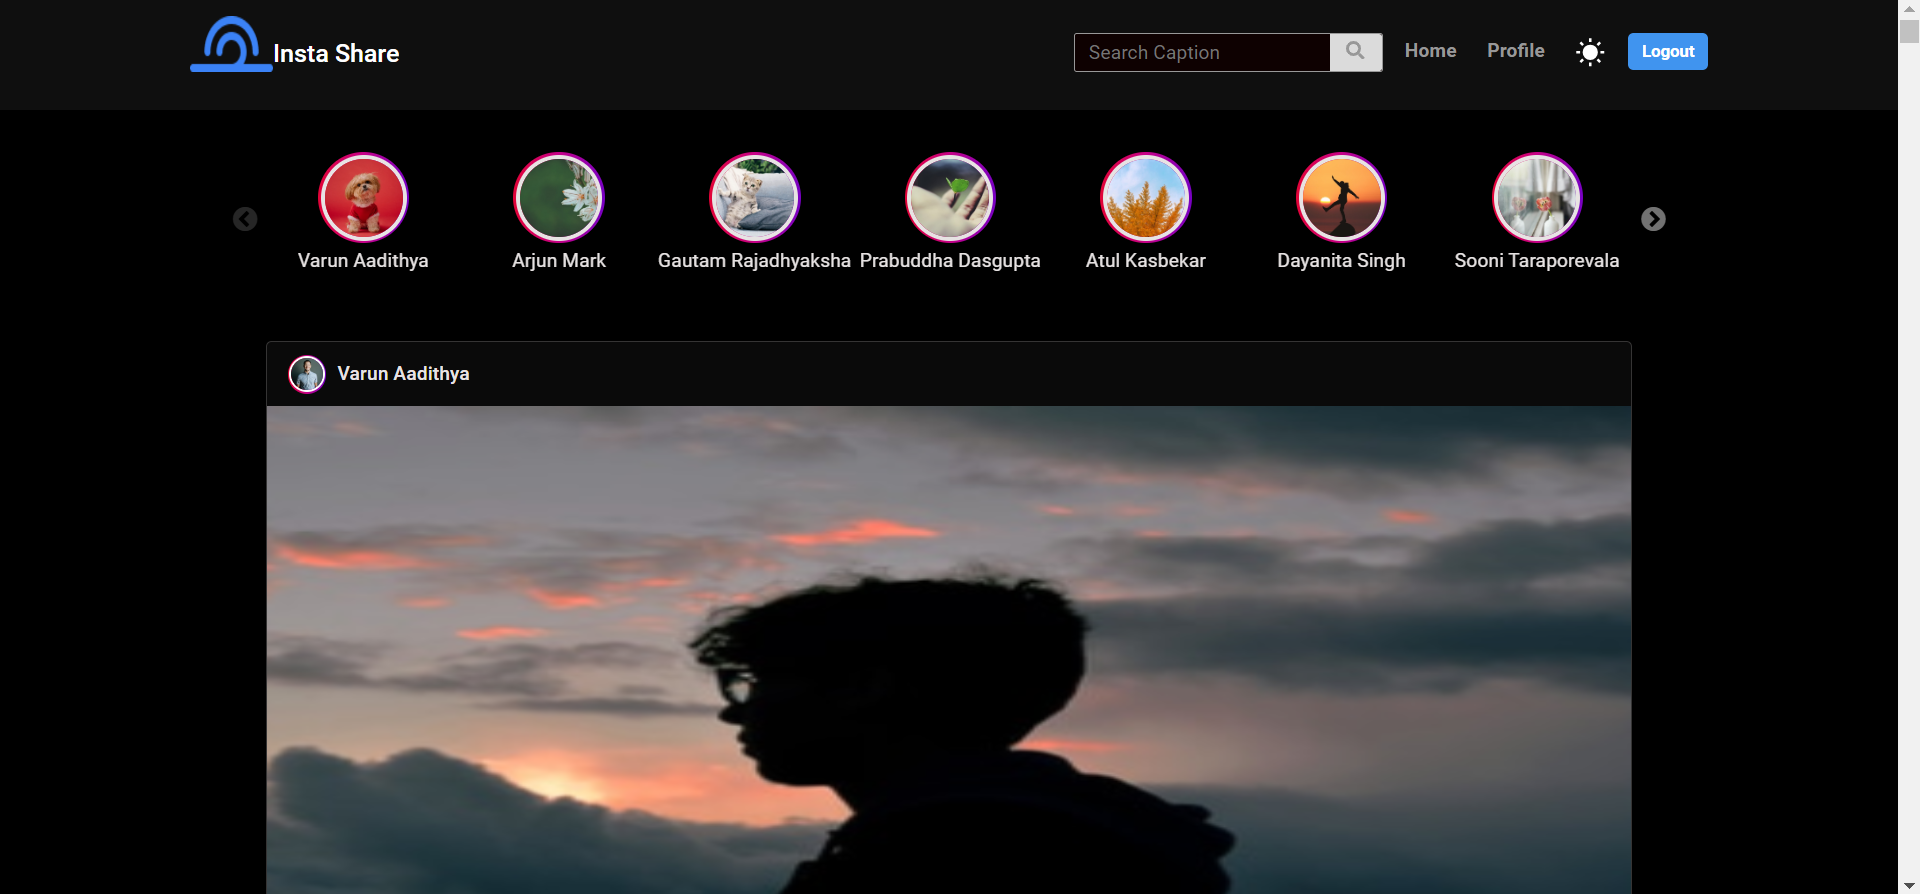 Insta Share
Search Caption
Home
Profile
Logout
Varun Aadithya
Arjun Mark
Gautam Rajadhyaksha
Prabuddha Dasgupta
Atul Kasbekar
Dayanita Singh
Sooni Taraporevala
Varun Aadithya